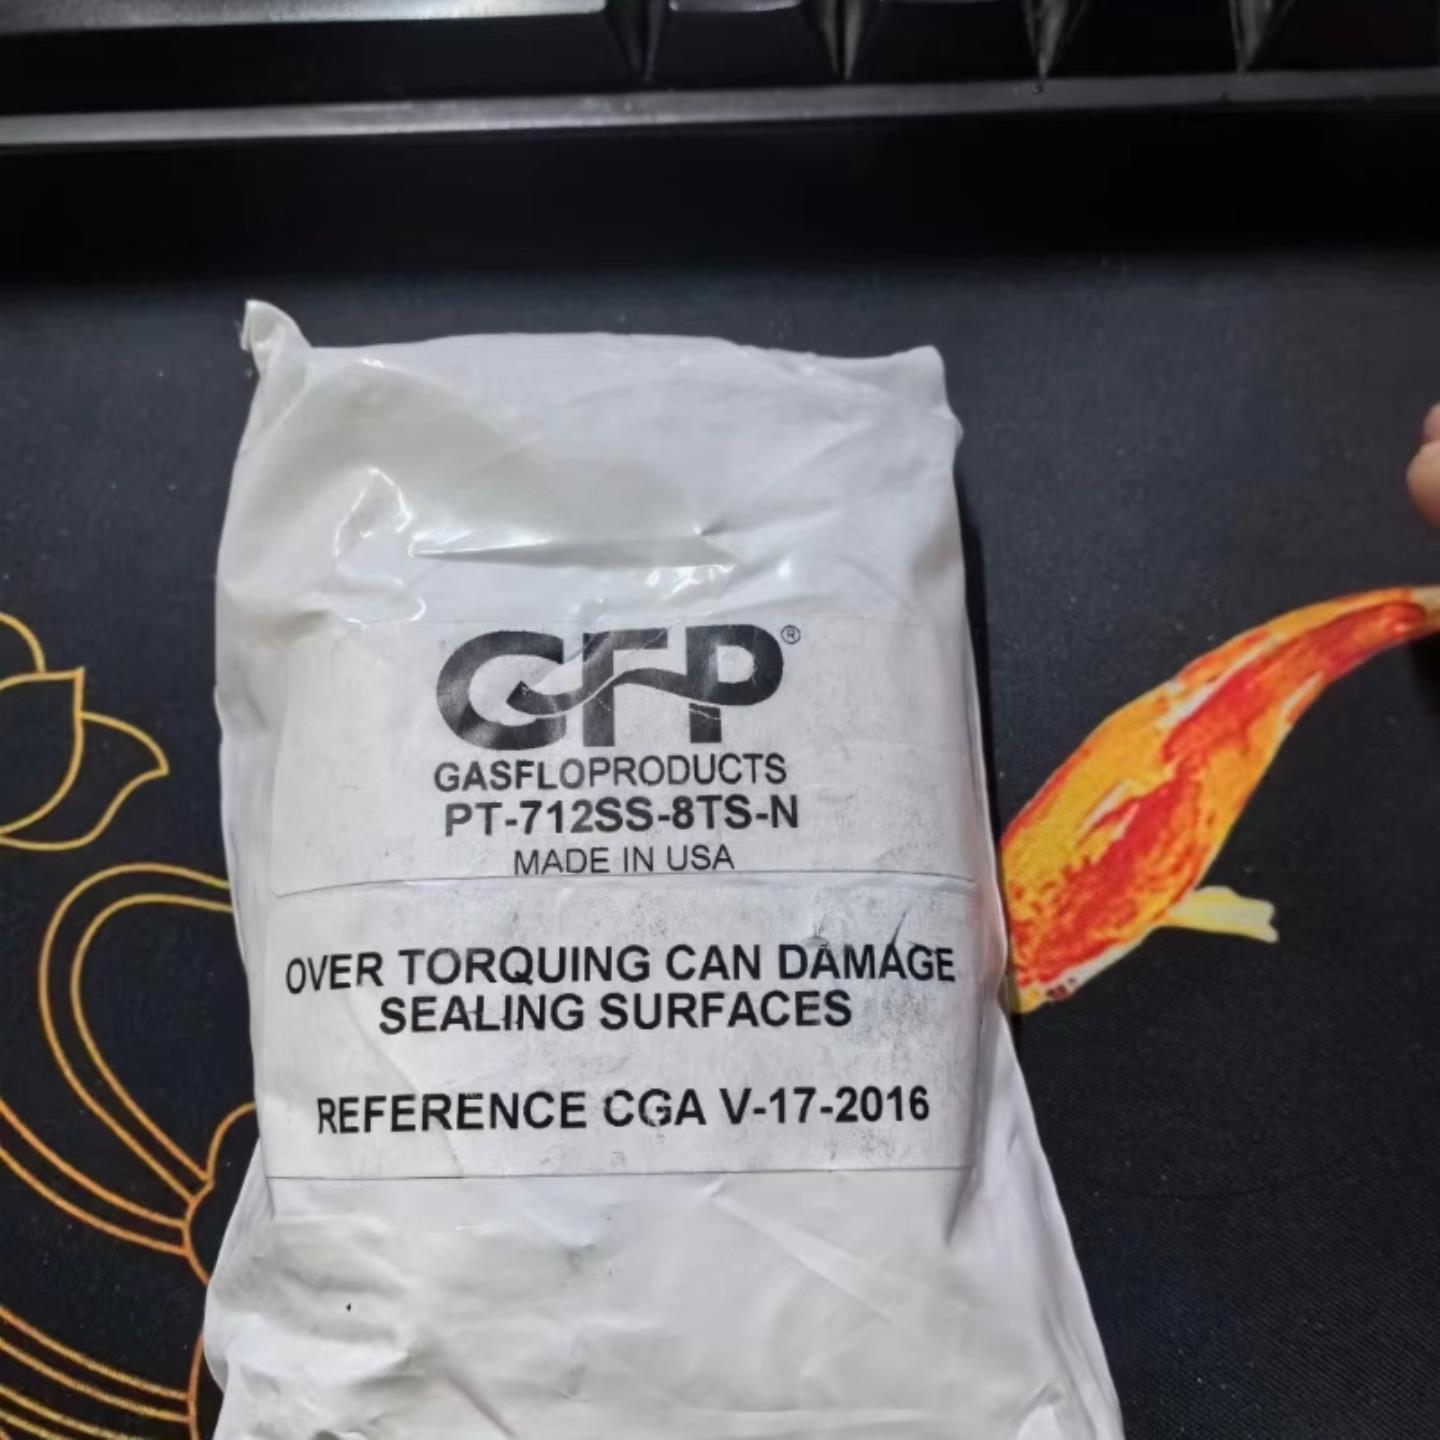 GFP®
GASFLOPRODUCTS
PT-712SS-8TS-N
MADE IN USA
OVER TORQUING CAN DAMAGE
SEALING SURFACES
REFERENCE CGA V-17-2016